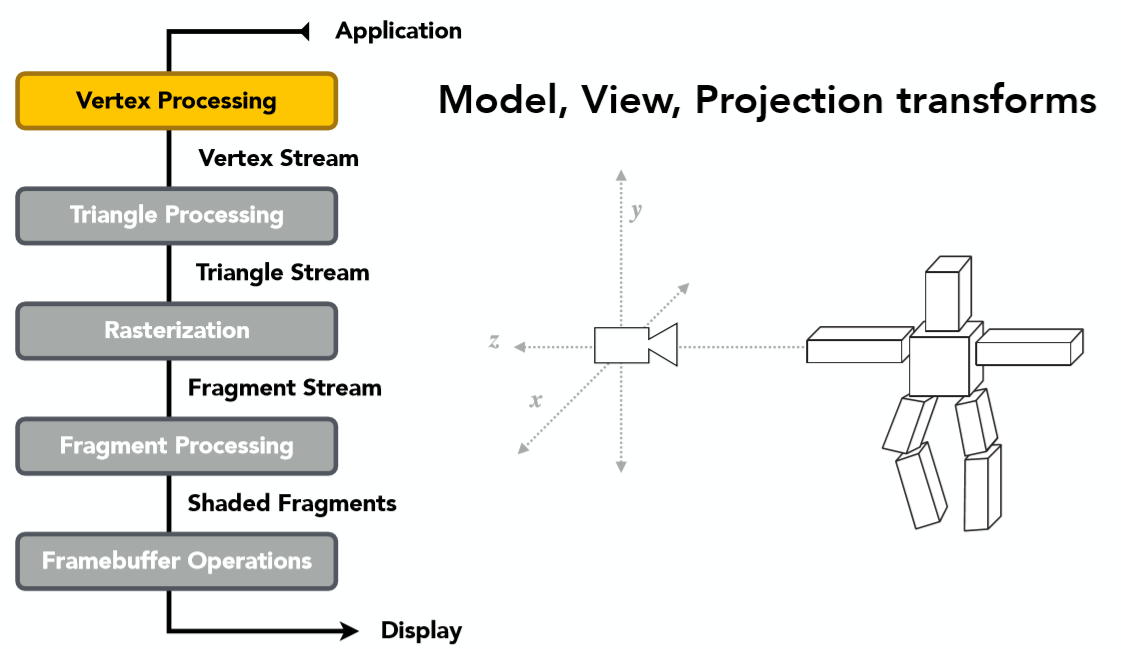 Application
Vertex Processing
Model, View, Projection transforms
Vertex Stream
Triangle Processing
y
Triangle Stream
Rasterization
z
Fragment Stream
x
Fragment Processing
Shaded Fragments
Framebuffer Operations
Display